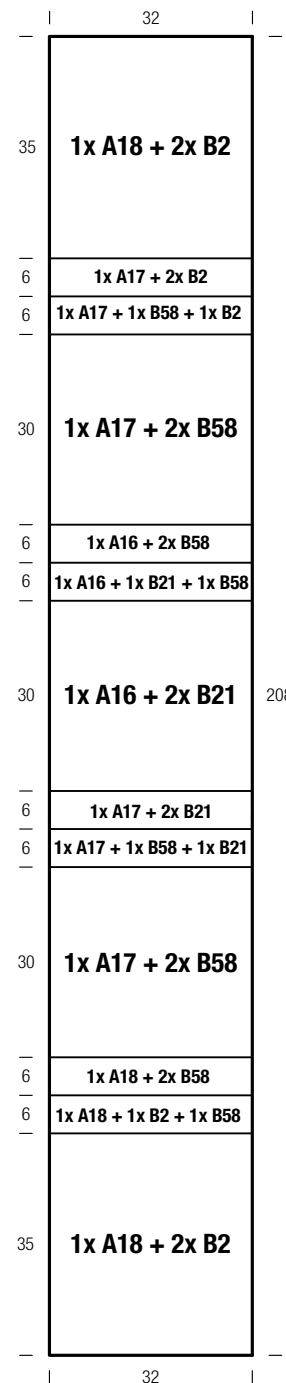 32
35 1x A18 + 2x B2
6 1x A17 + 2x B2
6 1x A17 + 1x B58 + 1x B2
30 1x A17 + 2x B58
6 1x A16 + 2x B58
6 1x A16 + 1x B21 + 1x B58
30 1x A16 + 2x B21 208
6 1x A17 + 2x B21
6 1x A17 + 1x B58 + 1x B21
30 1x A17 + 2x B58
6 1x A18 + 2x B58
6 1x A18 + 1x B2 + 1x B58
35 1x A18 + 2x B2
32